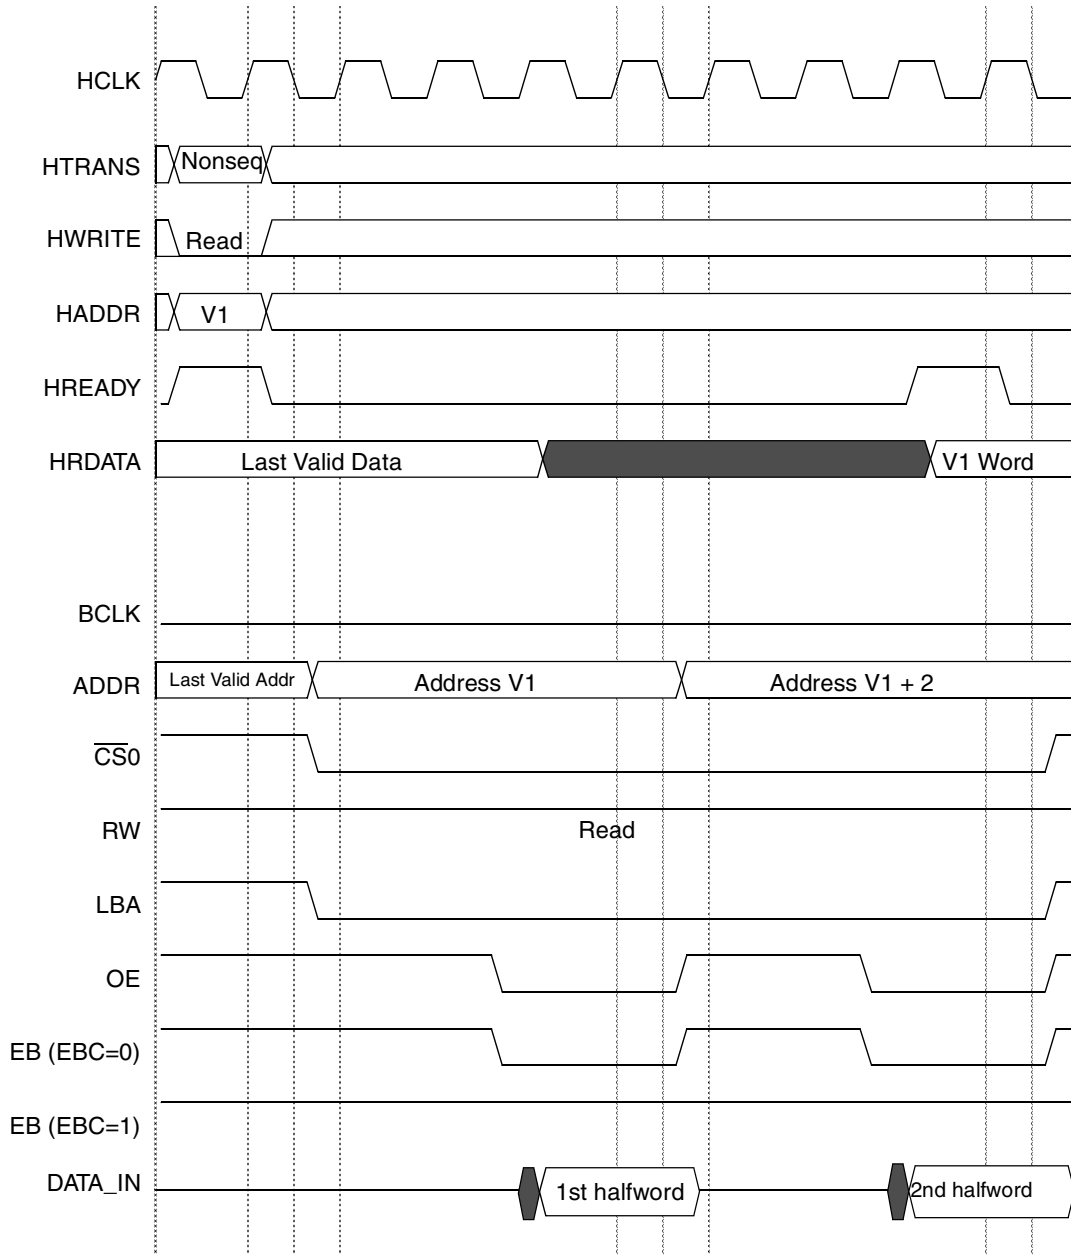 HCLK
HTRANS Nonseq
HWRITE Read
HADDR V1
HREADY
HRDATA Last Valid Data V1 Word
BCLK
ADDR Last Valid Addr Address V1 Address V1 + 2
CS0
RW Read
LBA
OE
EB (EBC=0)
EB (EBC=1)
DATA_IN 1st halfword 2nd halfword